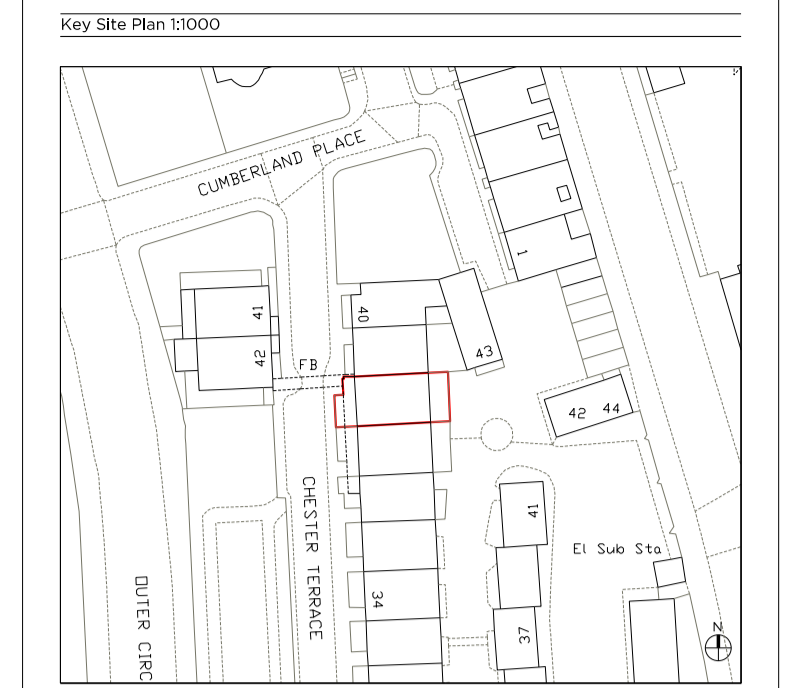 Key Site Plan 1:1000
CUMBERLAND PLACE
1
41
40
42
FB
43
42 44
CHESTER TERRACE
41
El Sub Sta
OUTER CIRC
34
37
N